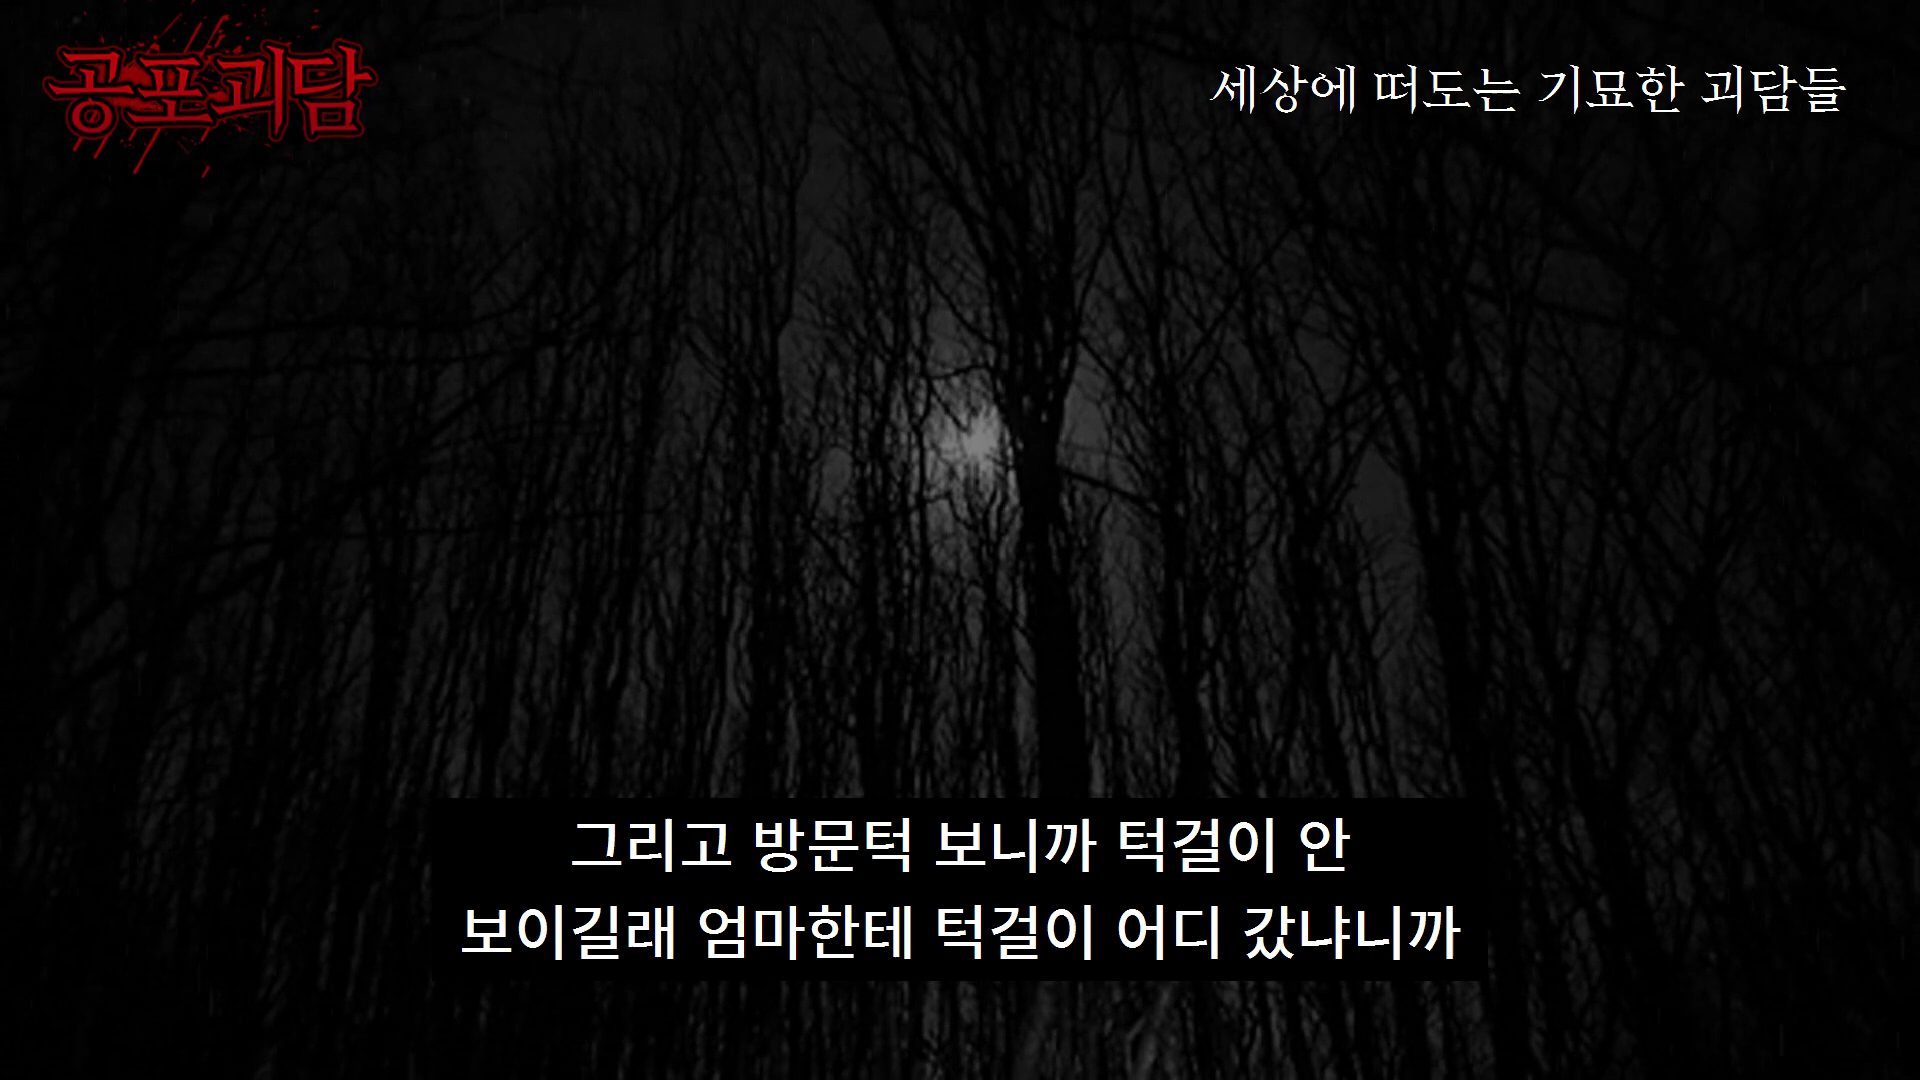 공포괴담
세상에 떠도는 기묘한 괴담들
그리고 방문턱 보니까 턱걸이 안
보이길래 엄마한테 턱걸이 어디 갔냐니까